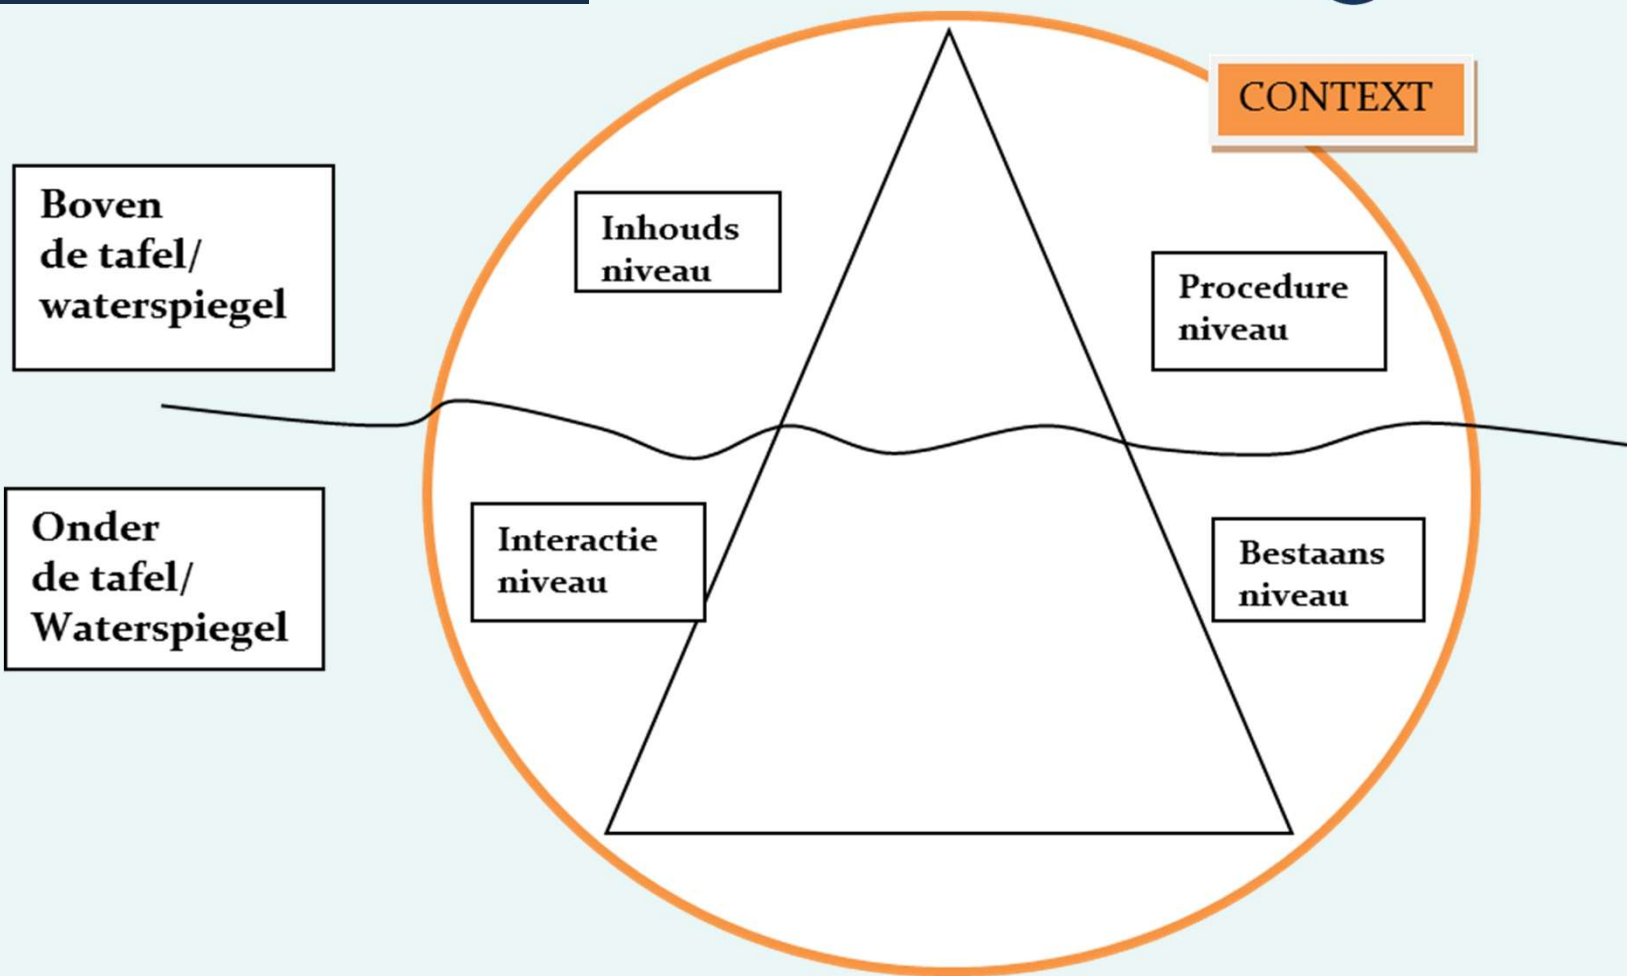 CONTEXT
Boven
de tafel/
waterspiegel
Inhouds
niveau
Procedure
niveau
Onder
de tafel/
Waterspiegel
Interactie
niveau
Bestaans
niveau